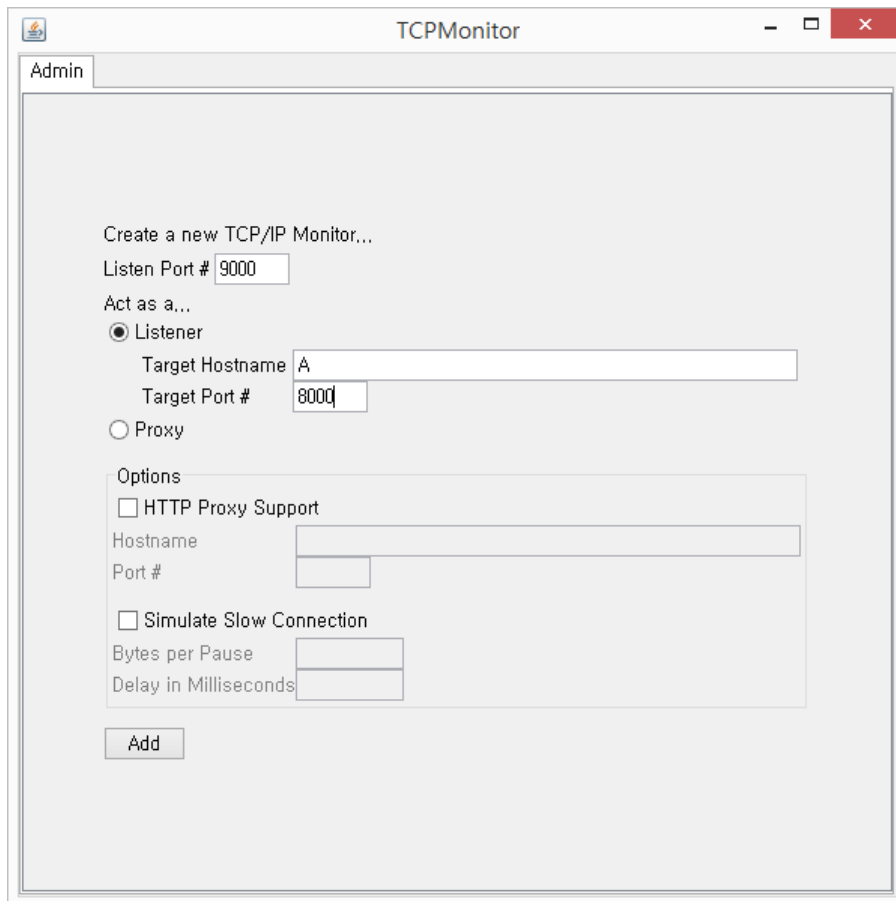 TCPMonitor
Admin
Create a new TCP/IP Monitor...
Listen Port # 9000
Act as a...
Listener
Target Hostname A
Target Port # 8000
Proxy
Options
HTTP Proxy Support
Hostname
Port #
Simulate Slow Connection
Bytes per Pause
Delay in Milliseconds
Add